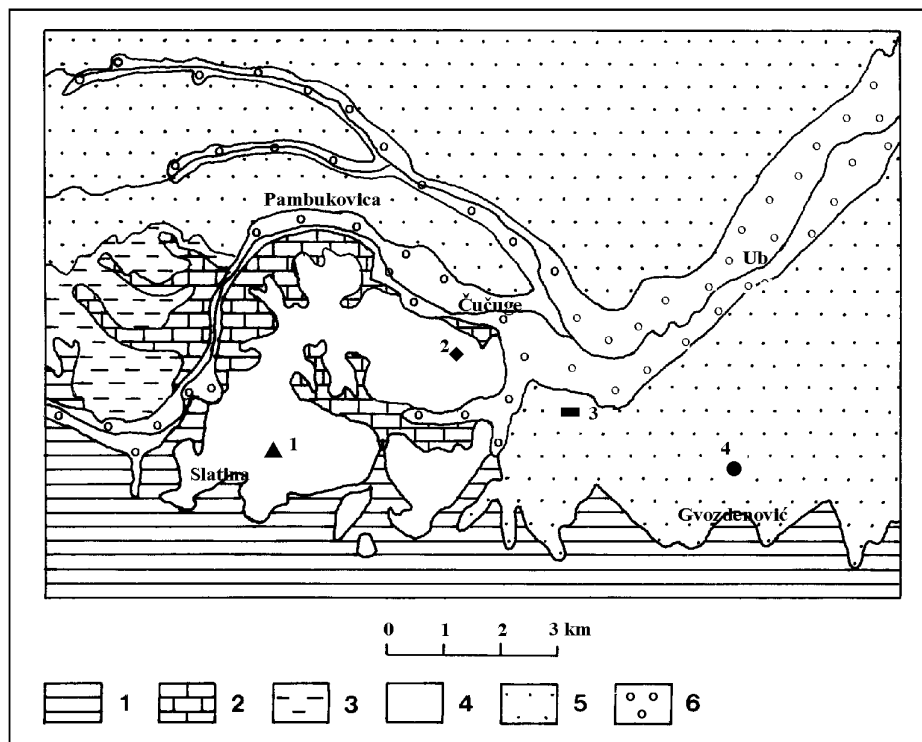 Pambukovica
Ub
Čučuge
2
3
1
4
Slatina
Gvozdenović
0 1 2 3 km
1 2 3 4 5 6